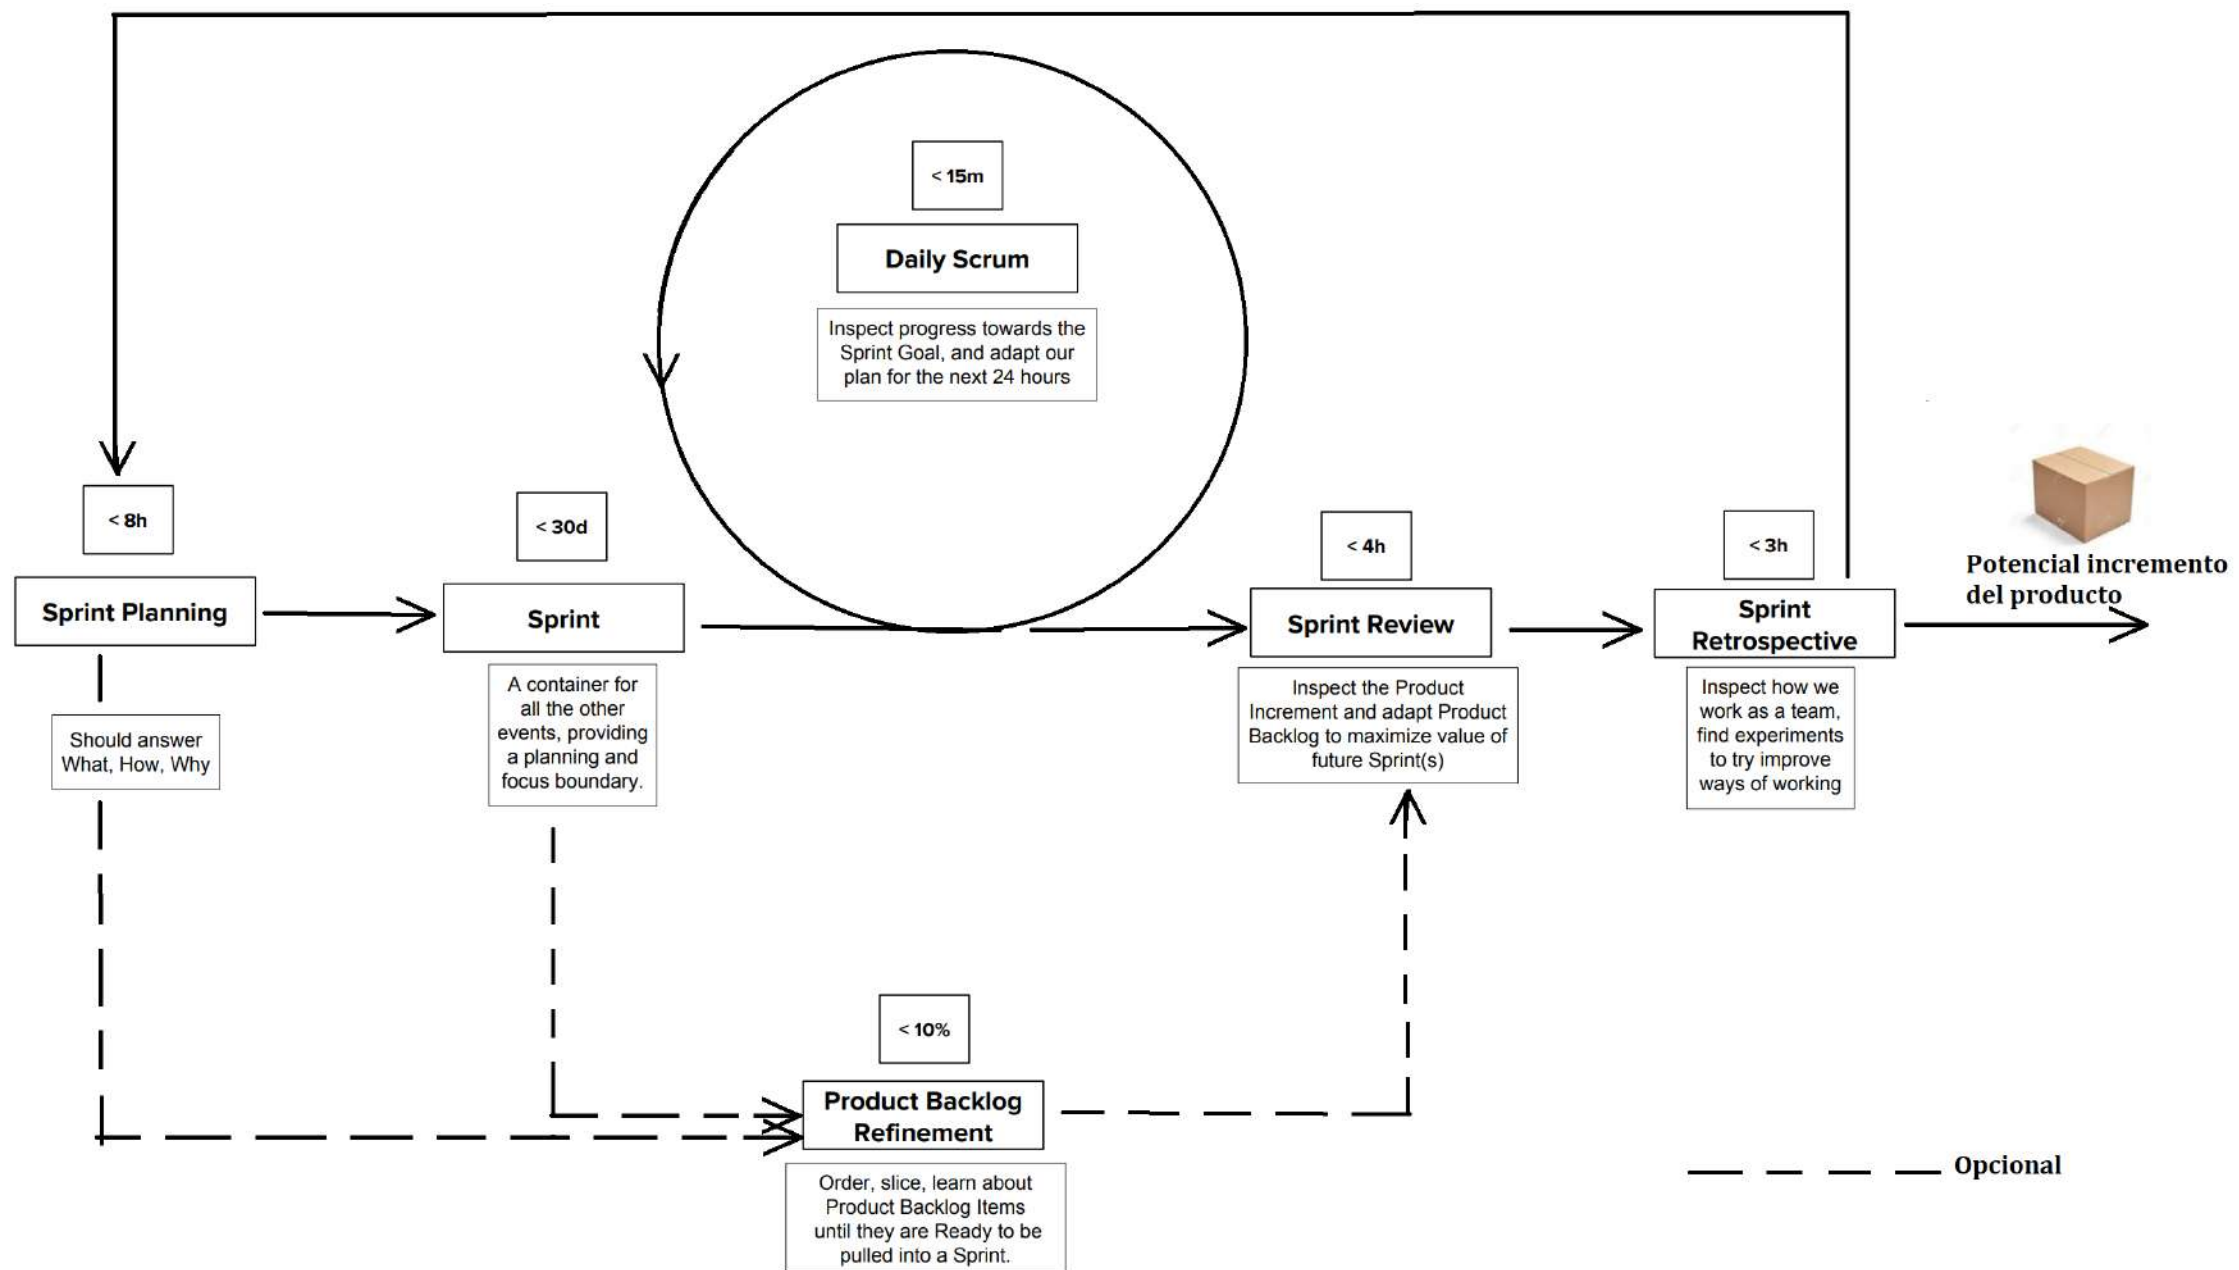 < 15m
Daily Scrum
Inspect progress towards the
Sprint Goal, and adapt our
plan for the next 24 hours
< 8h
Sprint Planning
Should answer
What, How, Why
< 30d
Sprint
A container for
all the other
events, providing
a planning and
focus boundary.
< 4h
Sprint Review
Inspect the Product
Increment and adapt Product
Backlog to maximize value of
future Sprint(s)
< 3h
Sprint
Retrospective
Inspect how we
work as a team,
find experiments
to try improve
ways of working
Potencial incremento
del producto
< 10%
Product Backlog
Refinement
Order, slice, learn about
Product Backlog Items
until they are Ready to be
pulled into a Sprint.
Opcional